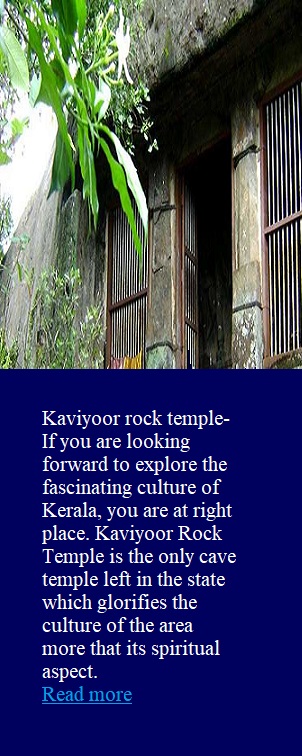 Kaviyoor rock temple-
If you are looking
forward to explore the
fascinating culture of
Kerala, you are at right
place. Kaviyoor Rock
Temple is the only cave
temple left in the state
which glorifies the
culture of the area
more that its spiritual
aspect.
Read more